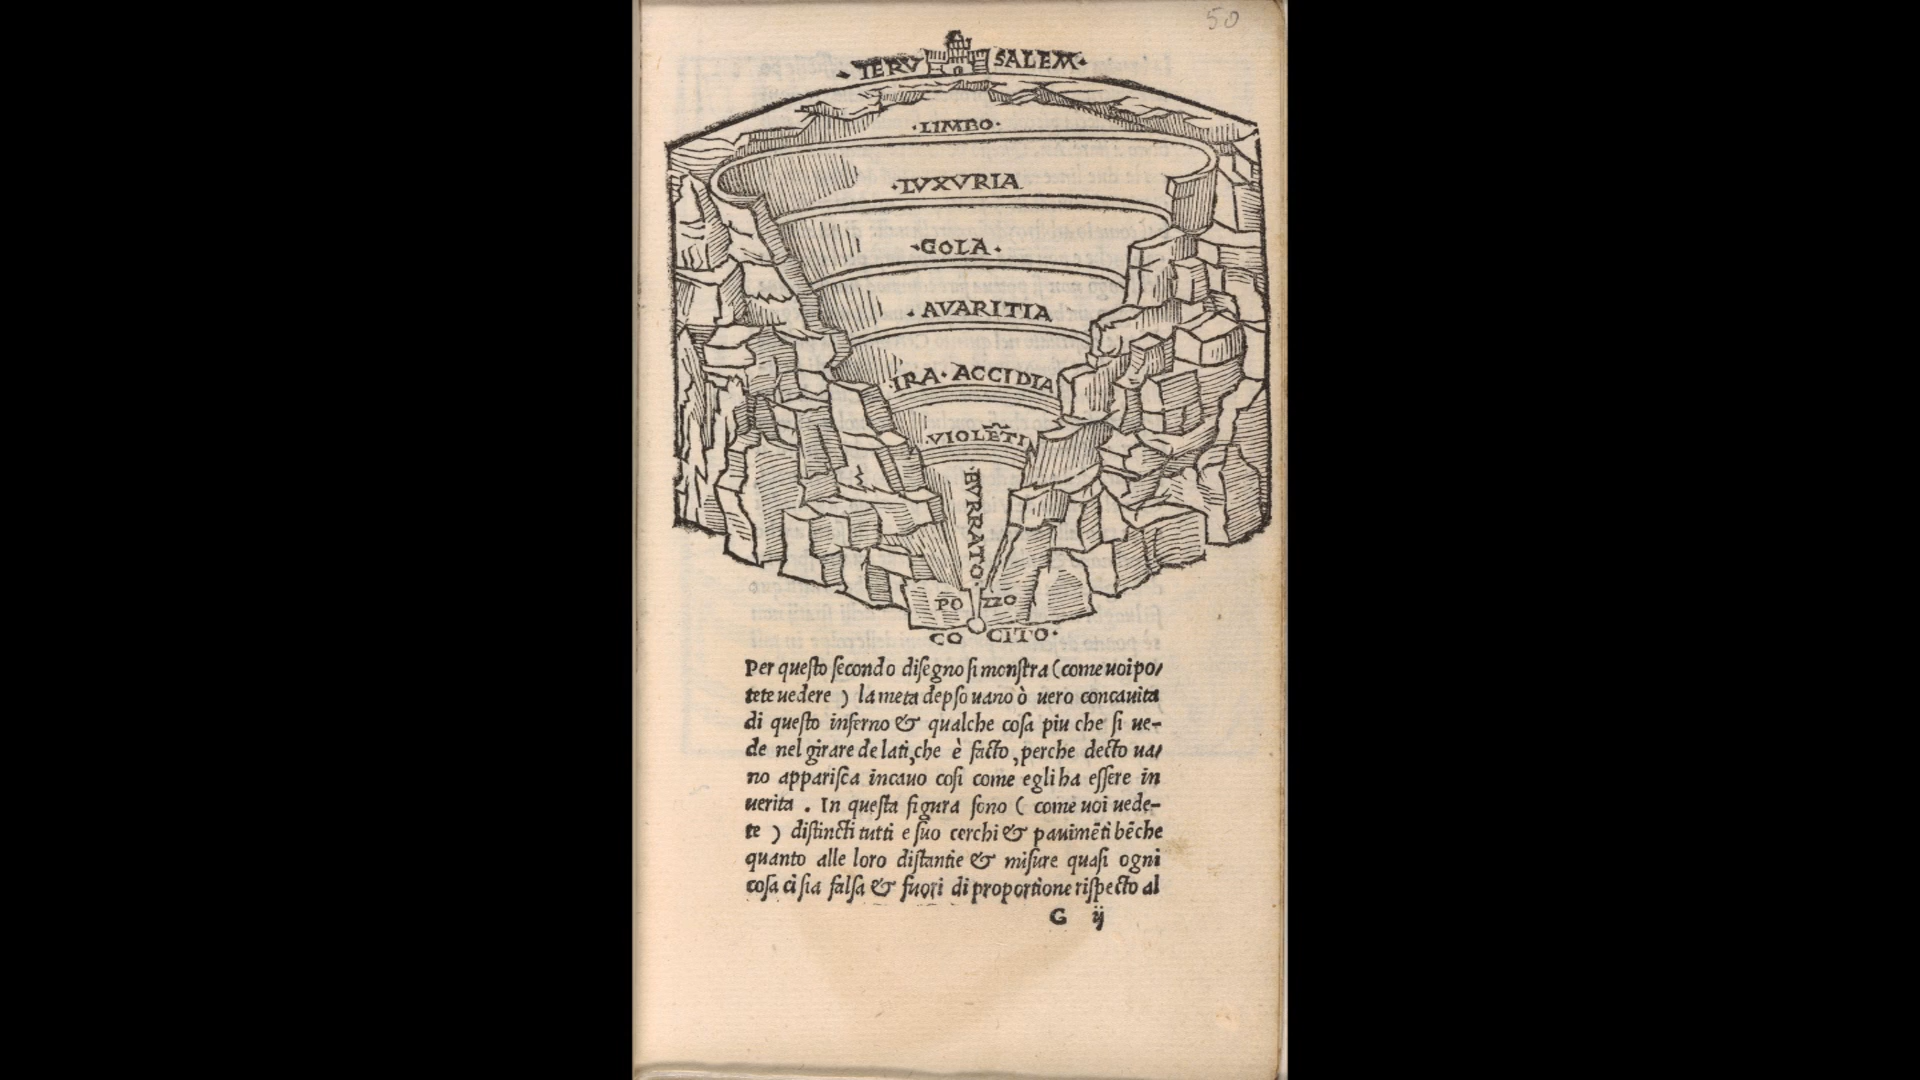 50
·IERV SALEM·
·LIMBO·
·LVXVRIA
·GOLA·
·AVARITIA
·IRA·ACCIDIA
·VIOLE̅TI
·BVRRATO·
PO ZZO
CO CITO·
Per queſto ſecondo diſegno ſi monſtra (come uoi po/
tete uedere ) la meta depſo uano ò uero concauita
di queſto inferno & qualche coſa piu che ſi ue-
de nel girare de lati,che è facto,perche decto ua/
no appariſca incauo coſi come egli ha eſſere in
uerita . In queſta figura ſono ( come uoi uede-
te ) diſtincti tutti e ſuo cerchi & pauimēti bēche
quanto alle loro diſtantie & miſure quaſi ogni
coſa ci ſia falſa & fuori di proportione riſpecto al
G ij